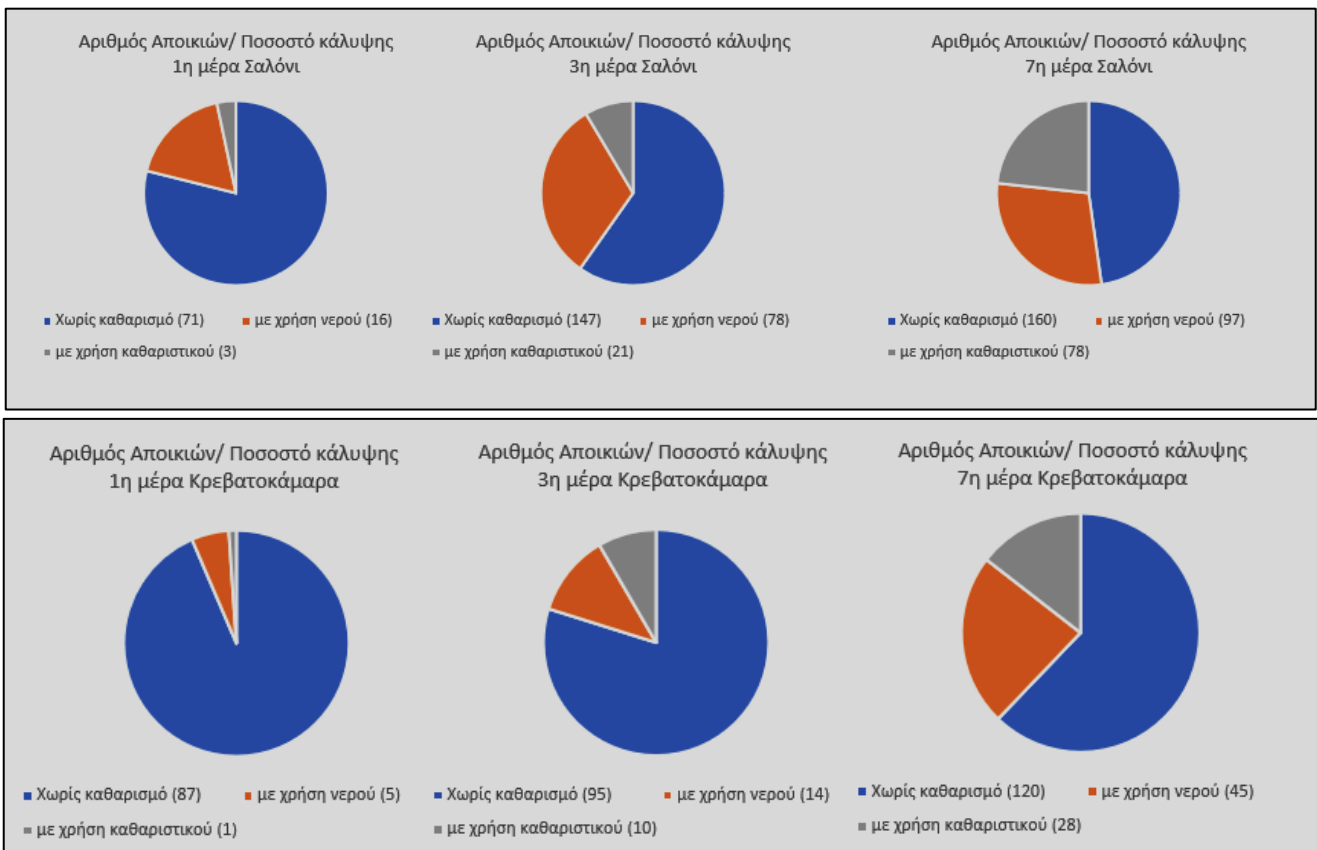 Αριθμός Αποικιών/ Ποσοστό κάλυψης
1η μέρα Σαλόνι
Χωρίς καθαρισμό (71) με χρήση νερού (16)
με χρήση καθαριστικού (3)
Αριθμός Αποικιών/ Ποσοστό κάλυψης
3η μέρα Σαλόνι
Χωρίς καθαρισμό (147) με χρήση νερού (78)
με χρήση καθαριστικού (21)
Αριθμός Αποικιών/ Ποσοστό κάλυψης
7η μέρα Σαλόνι
Χωρίς καθαρισμό (160) με χρήση νερού (97)
με χρήση καθαριστικού (78)
Αριθμός Αποικιών/ Ποσοστό κάλυψης
1η μέρα Κρεβατοκάμαρα
Χωρίς καθαρισμό (87) με χρήση νερού (5)
με χρήση καθαριστικού (1)
Αριθμός Αποικιών/ Ποσοστό κάλυψης
3η μέρα Κρεβατοκάμαρα
Χωρίς καθαρισμό (95) με χρήση νερού (14)
με χρήση καθαριστικού (10)
Αριθμός Αποικιών/ Ποσοστό κάλυψης
7η μέρα Κρεβατοκάμαρα
Χωρίς καθαρισμό (120) με χρήση νερού (45)
με χρήση καθαριστικού (28)